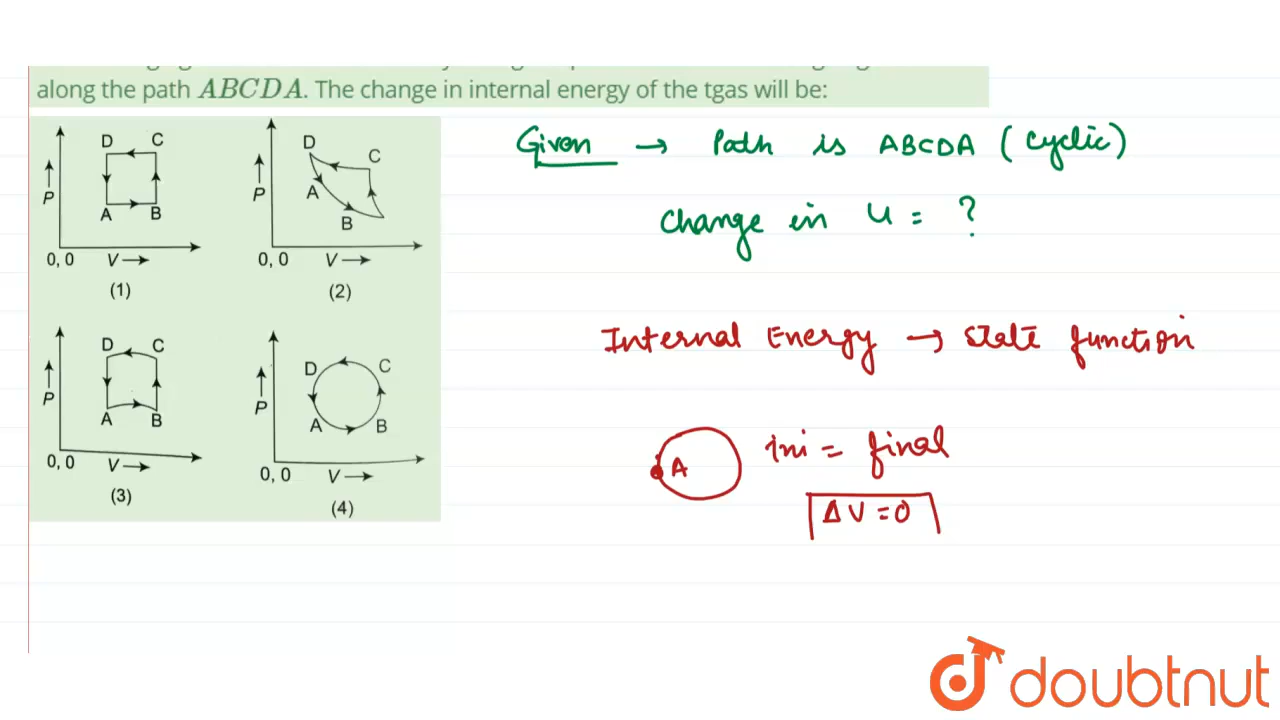 along the path ABCDA. The change in internal energy of the tgas will be:
D C
P
A B
0, 0 V
(1)
D
C
P
A
B
0, 0 V
(2)
D C
P
A B
0, 0 V
(3)
D C
P
A B
0, 0 V
(4)
Given → Path is ABCDA (cyclic)
Change in U = ?
Internal Energy → State function
A ini = final
ΔU = 0
doubtnut